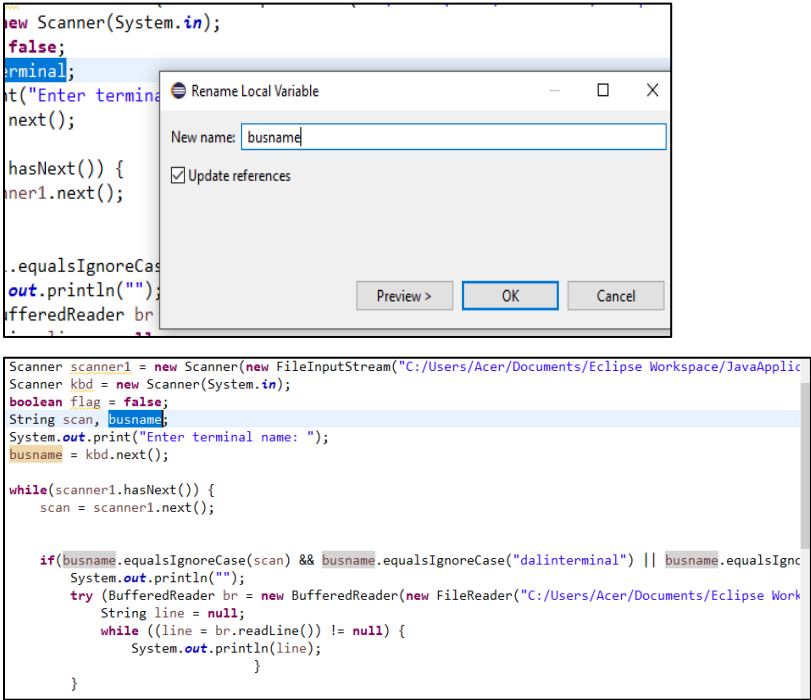 new Scanner(System.in);
false;
terminal;
nt("Enter termina
next();
Rename Local Variable
New name: busname
Update references
hasNext()) {
nner1.next();
.equalsIgnoreCas
out.println("");
ufferedReader br
Preview >
OK
Cancel
Scanner scanner1 = new Scanner(new FileInputStream("C:/Users/Acer/Documents/Eclipse Workspace/JavaApplic
Scanner kbd = new Scanner(System.in);
boolean flag = false;
String scan, busname;
System.out.print("Enter terminal name: ");
busname = kbd.next();
while(scanner1.hasNext()) {
scan = scanner1.next();
if(busname.equalsIgnoreCase(scan) && busname.equalsIgnoreCase("dalinterminal") || busname.equalsIgno
System.out.println("");
try (BufferedReader br = new BufferedReader(new FileReader("C:/Users/Acer/Documents/Eclipse Work
String line = null;
while ((line = br.readLine()) != null) {
System.out.println(line);
}
}